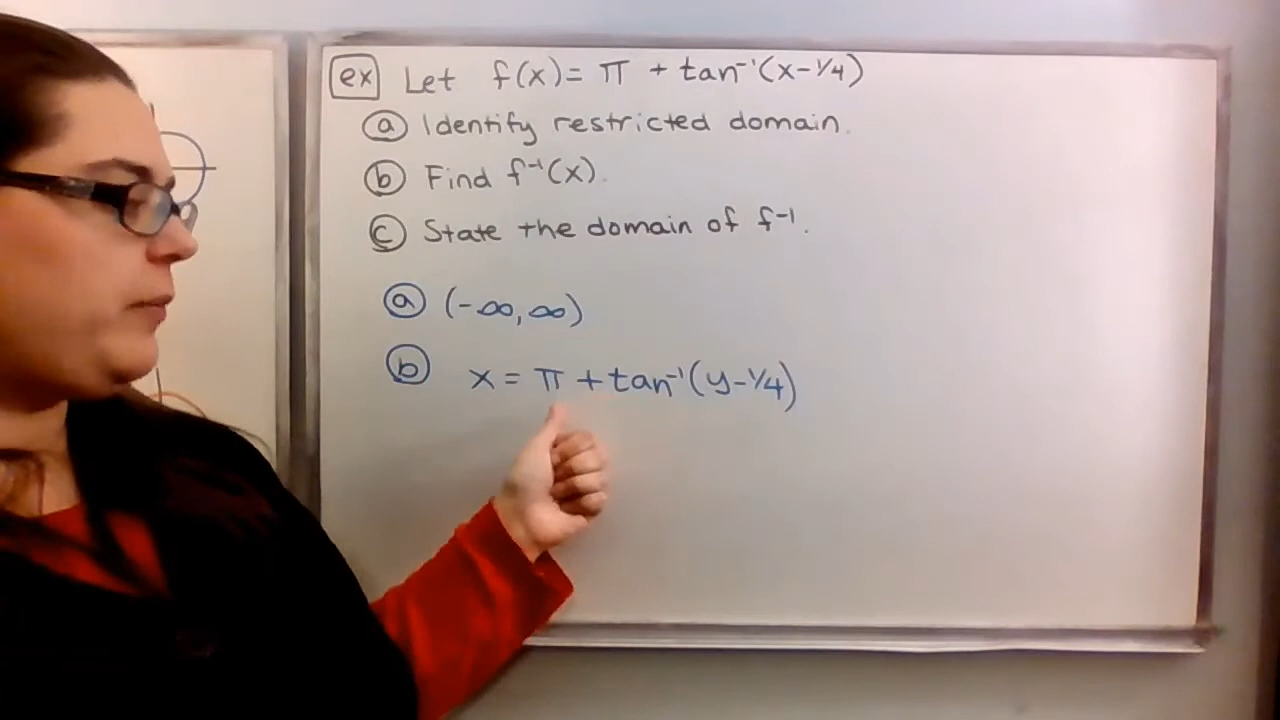 ex Let f(x) = π + tan⁻¹(x-1/4)
a Identify restricted domain.
b Find f⁻¹(x).
c State the domain of f⁻¹.
a (-∞,∞)
b x = π + tan⁻¹(y-1/4)